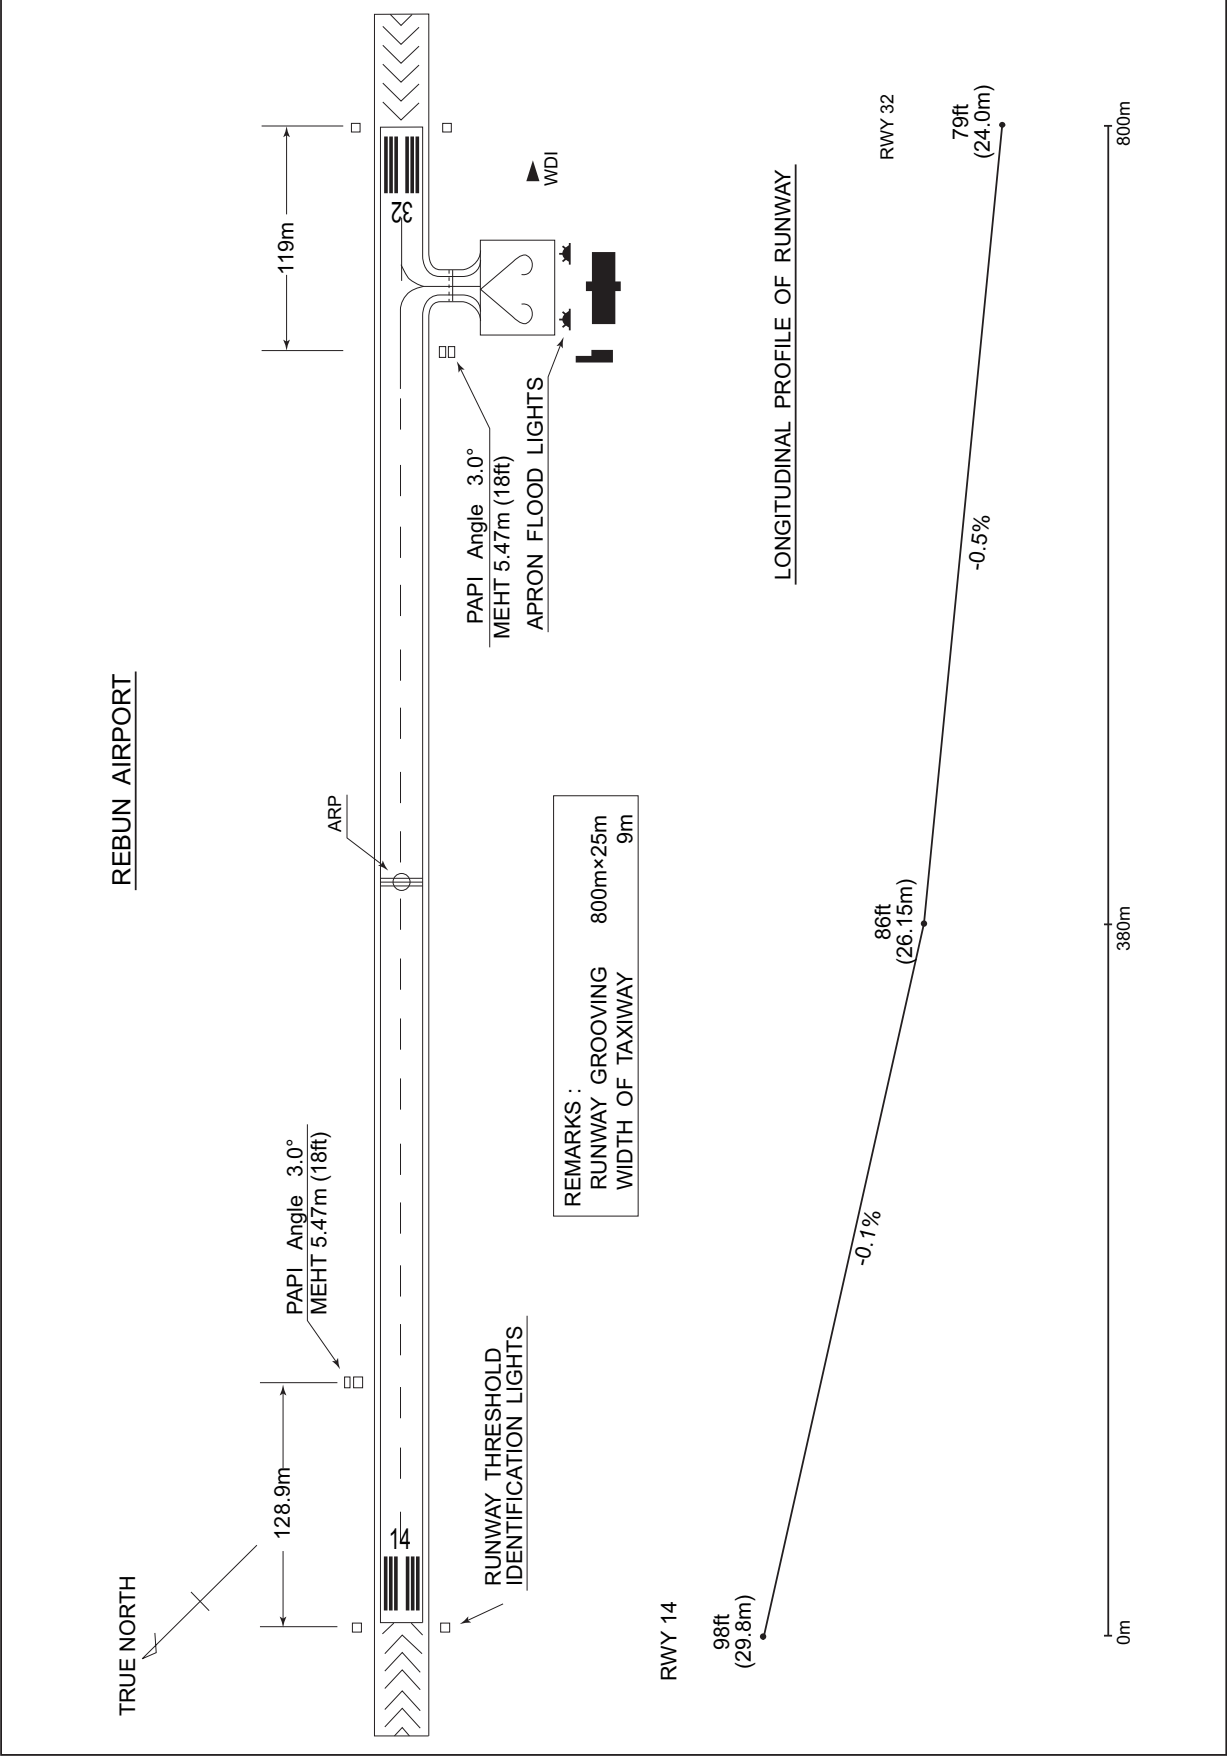 REBUN AIRPORT
TRUE NORTH
128.9m
PAPI Angle 3.0°
MEHT 5.47m (18ft)
ARP
119m
14
32
RUNWAY THRESHOLD
IDENTIFICATION LIGHTS
PAPI Angle 3.0°
MEHT 5.47m (18ft)
APRON FLOOD LIGHTS
WDI
REMARKS :
RUNWAY GROOVING 800m×25m
WIDTH OF TAXIWAY 9m
LONGITUDINAL PROFILE OF RUNWAY
RWY 14
RWY 32
98ft
(29.8m)
-0.1%
86ft
(26.15m)
-0.5%
79ft
(24.0m)
0m
380m
800m